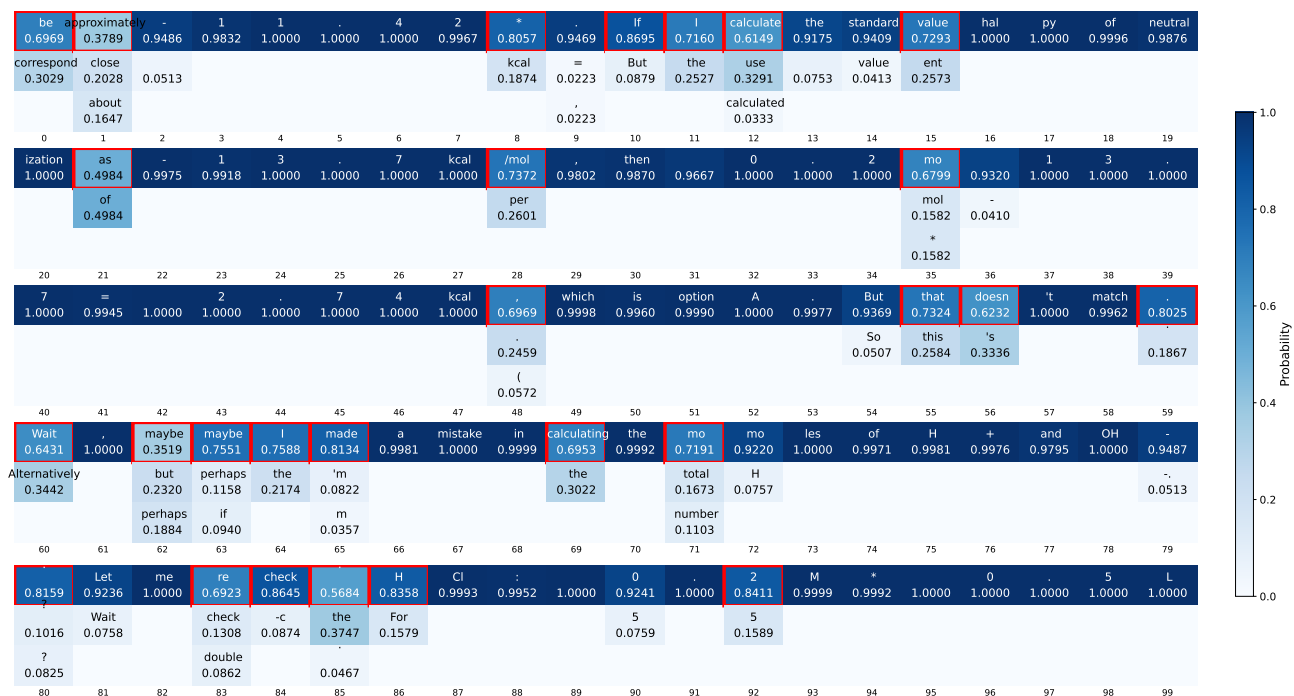 be approximately - 1 1 . 4 2 * . If I calculate the standard value hal py of neutral
0.6969 0.3789 0.9486 0.9832 1.0000 1.0000 1.0000 0.9967 0.8057 0.9469 0.8695 0.7160 0.6149 0.9175 0.9409 0.7293 1.0000 1.0000 0.9996 0.9876
correspond close kcal = But the use value ent
0.3029 0.2028 0.0513 0.1874 0.0223 0.0879 0.2527 0.3291 0.0753 0.0413 0.2573
about , calculated
0.1647 0.0223 0.0333
0 1 2 3 4 5 6 7 8 9 10 11 12 13 14 15 16 17 18 19
ization as - 1 3 . 7 kcal /mol , then 0 . 2 mo 1 3 .
1.0000 0.4984 0.9975 0.9918 1.0000 1.0000 1.0000 1.0000 0.7372 0.9802 0.9870 0.9667 1.0000 1.0000 1.0000 0.6799 0.9320 1.0000 1.0000 1.0000
of per mol -
0.4984 0.2601 0.1582 0.0410
*
0.1582
20 21 22 23 24 25 26 27 28 29 30 31 32 33 34 35 36 37 38 39
7 = 2 . 7 4 kcal , which is option A . But that doesn 't match .
1.0000 0.9945 1.0000 1.0000 1.0000 1.0000 1.0000 1.0000 0.6969 0.9998 0.9960 0.9990 1.0000 0.9977 0.9369 0.7324 0.6232 1.0000 0.9962 0.8025
. So this 's .
0.2459 0.0507 0.2584 0.3336 0.1867
(
0.0572
40 41 42 43 44 45 46 47 48 49 50 51 52 53 54 55 56 57 58 59
Wait , maybe maybe I made a mistake in calculating the mo mo les of H + and OH -
0.6431 1.0000 0.3519 0.7551 0.7588 0.8134 0.9981 1.0000 0.9999 0.6953 0.9992 0.7191 0.9220 1.0000 0.9971 0.9981 0.9976 0.9795 1.0000 0.9487
Alternatively but perhaps the 'm the total H -.
0.3442 0.2320 0.1158 0.2174 0.0822 0.3022 0.1673 0.0757 0.0513
perhaps if m number
0.1884 0.0940 0.0357 0.1103
60 61 62 63 64 65 66 67 68 69 70 71 72 73 74 75 76 77 78 79
. Let me re check H Cl : 0 . 2 M * 0 . 5 L
0.8159 0.9236 1.0000 0.6923 0.8645 0.5684 0.8358 0.9993 0.9952 1.0000 0.9241 1.0000 0.8411 0.9999 0.9992 1.0000 1.0000 1.0000 1.0000 1.0000
? Wait check -c the For 5 5
0.1016 0.0758 0.1308 0.0874 0.3747 0.1579 0.0759 0.1589
? double
0.0825 0.0862 0.0467
80 81 82 83 84 85 86 87 88 89 90 91 92 93 94 95 96 97 98 99
1.0
0.8
0.6
0.4
0.2
0.0
Probability